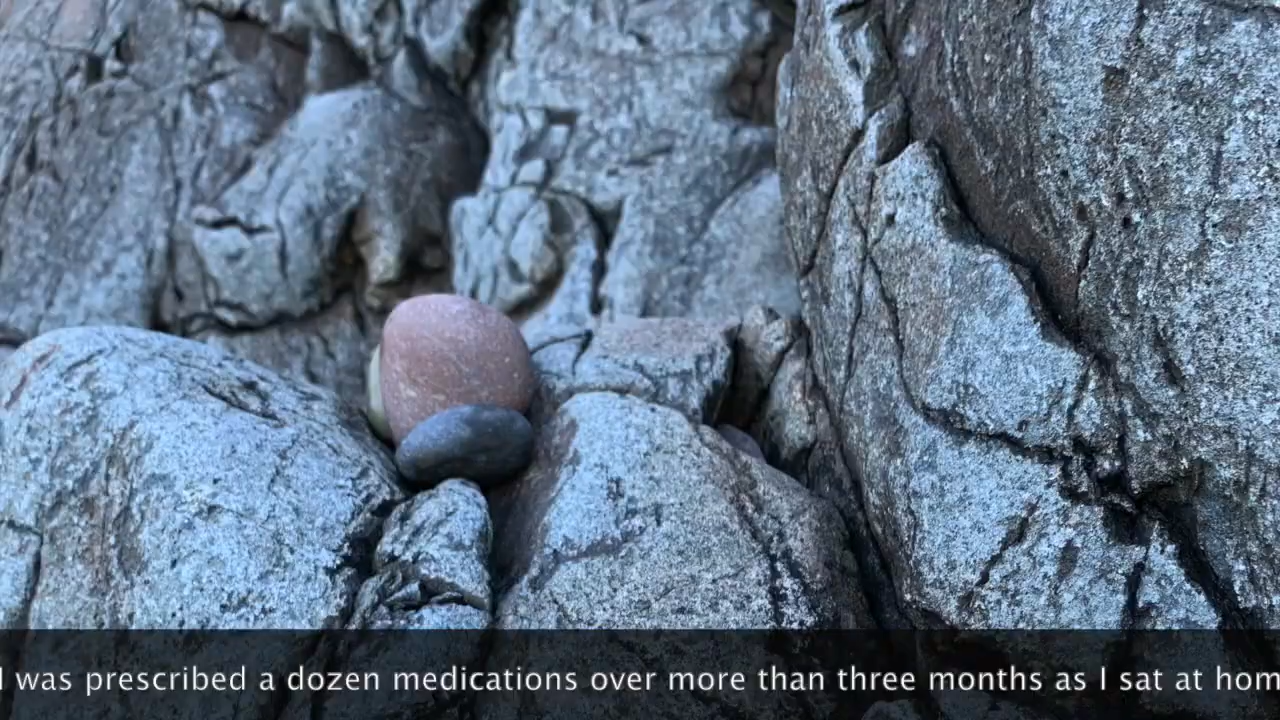 I was prescribed a dozen medications over more than three months as I sat at hom